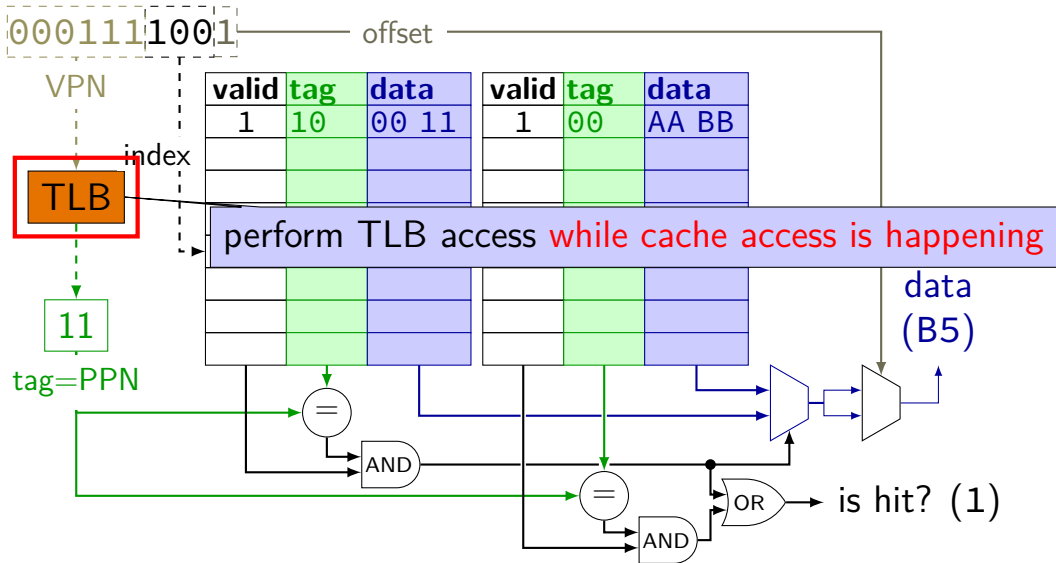 0001111001
offset
VPN
valid tag data
1 10 00 11
valid tag data
1 00 AA BB
index
TLB
perform TLB access while cache access is happening
11
tag=PPN
data
(B5)
=
AND
=
AND
OR
is hit? (1)